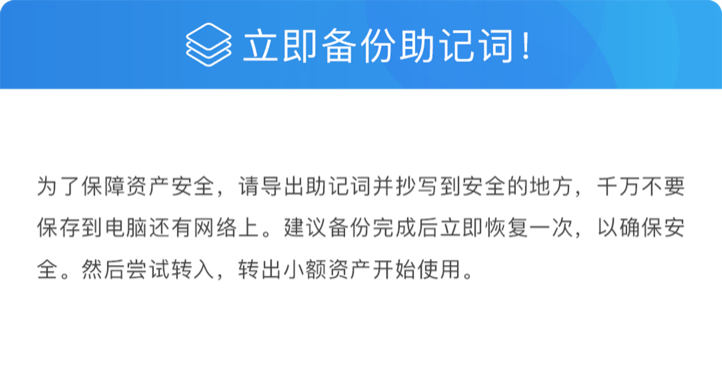 立即备份助记词！
为了保障资产安全，请导出助记词并抄写到安全的地方，千万不要
保存到电脑还有网络上。建议备份完成后立即恢复一次，以确保安
全。然后尝试转入，转出小额资产开始使用。